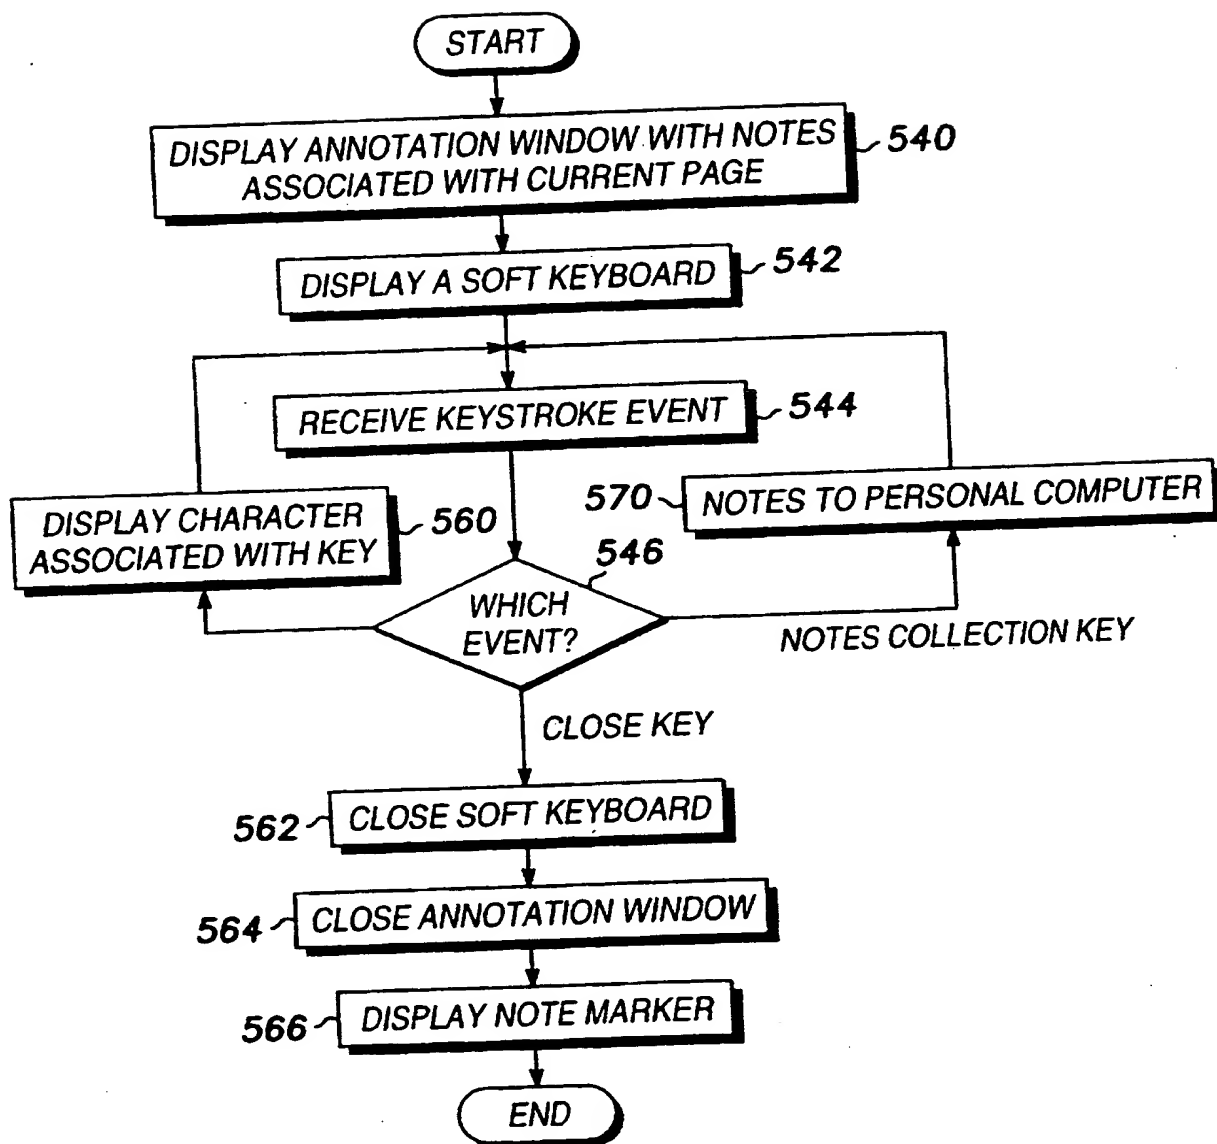 START
DISPLAY ANNOTATION WINDOW WITH NOTES
ASSOCIATED WITH CURRENT PAGE
540
DISPLAY A SOFT KEYBOARD
542
RECEIVE KEYSTROKE EVENT
544
DISPLAY CHARACTER
ASSOCIATED WITH KEY
560
570
NOTES TO PERSONAL COMPUTER
546
WHICH
EVENT?
NOTES COLLECTION KEY
CLOSE KEY
562
CLOSE SOFT KEYBOARD
564
CLOSE ANNOTATION WINDOW
566
DISPLAY NOTE MARKER
END